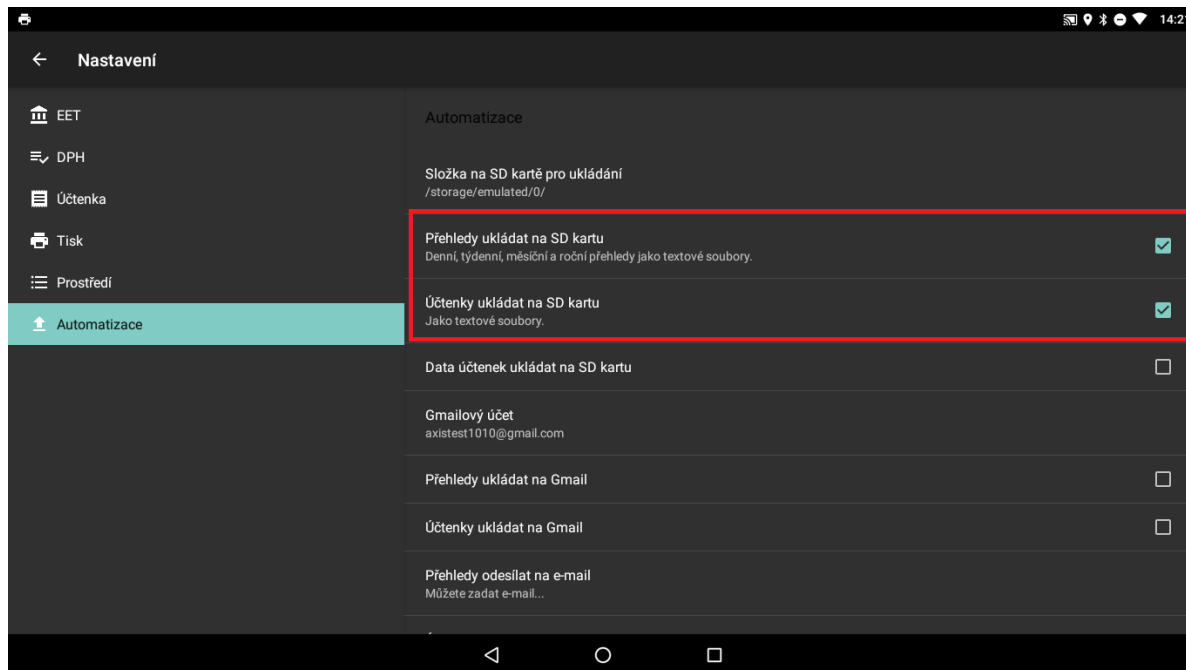 14:21
Nastavení
EET
DPH
Účtenka
Tisk
Prostředí
Automatizace
Automatizace
Složka na SD kartě pro ukládání
/storage/emulated/0/
Přehledy ukládat na SD kartu
Denní, týdenní, měsíční a roční přehledy jako textové soubory.
Účtenky ukládat na SD kartu
Jako textové soubory.
Data účtenek ukládat na SD kartu
Gmailový účet
axistest1010@gmail.com
Přehledy ukládat na Gmail
Účtenky ukládat na Gmail
Přehledy odesílat na e-mail
Můžete zadat e-mail...